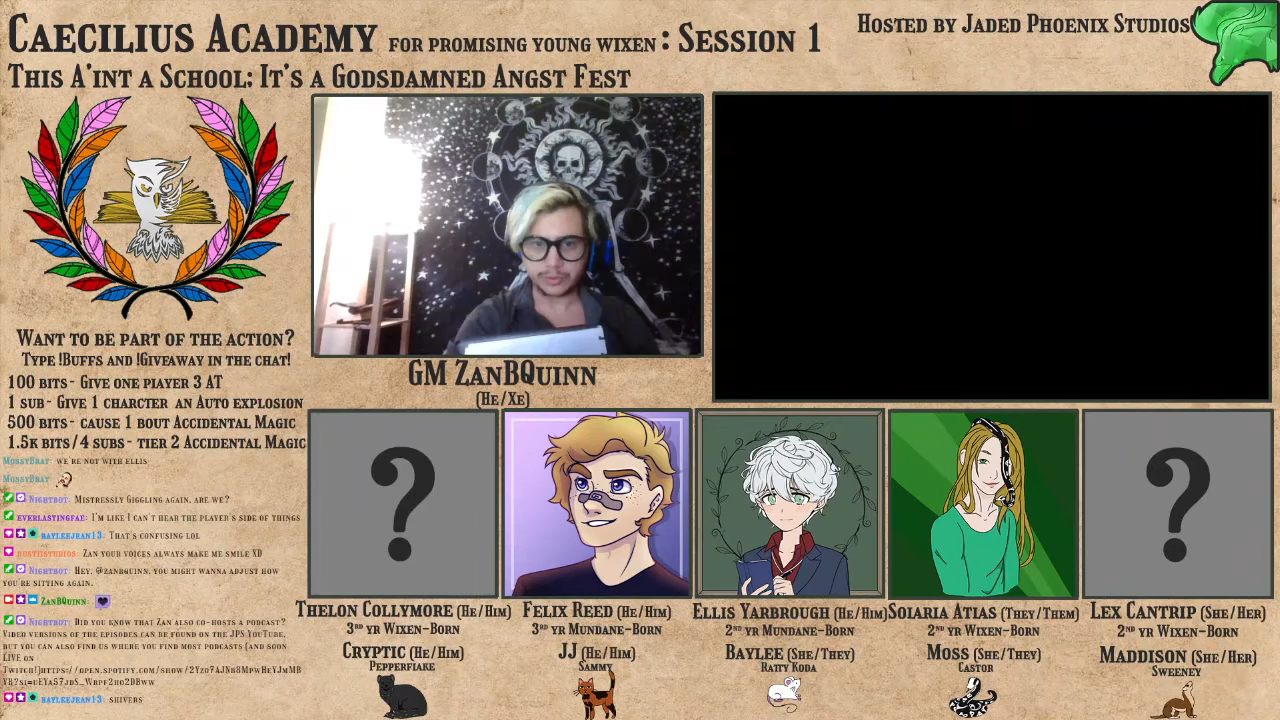 Caecilius Academy for promising young wixen: Session 1
Hosted by Jaded Phoenix Studios
This A'int a School; It's a Godsdamned Angst Fest
Want to be part of the action?
Type !Buffs and !Giveaway in the chat!
100 bits - Give one player 3 AT
1 sub - Give 1 charcter an Auto explosion
500 bits - cause 1 bout Accidental Magic
1.5k bits/4 subs - tier 2 Accidental Magic
MossyBray: we're not with ellis
MossyBray:
Nightbot: Mistressly Giggling again, are we?
everlastingfae: I'm like I can't hear the player's side of things
bayleejean13: That's confusing lol
Zan your voices always make me smile XD
Nightbot: Hey, @zanbquinn, you might wanna adjust how
you're sitting again.
ZanBQuinn:
Nightbot: Did you know that Zan also co-hosts a podcast?
Video versions of the episodes can be found on the JPS YouTube,
but you can also find us where you find most podcasts (and soon
LIVE on
bayleejean13: shivers
GM ZanBQuinn
(He/Xe)
?
?
Thelon Collymore (He/Him)
3rd yr Wixen-Born
Cryptic (He/Him)
Pepperflake
Felix Reed (He/Him)
3rd yr Mundane-Born
JJ (He/Him)
Sammy
Ellis Yarbrough (He/Him)
2nd yr Mundane-Born
Baylee (She/They)
Ratty Koda
Solaria Atias (They/Them)
2nd yr Wixen-Born
Moss (She/They)
Castor
Lex Cantrip (She/Her)
2nd yr Wixen-Born
Maddison (She/Her)
Sweeney